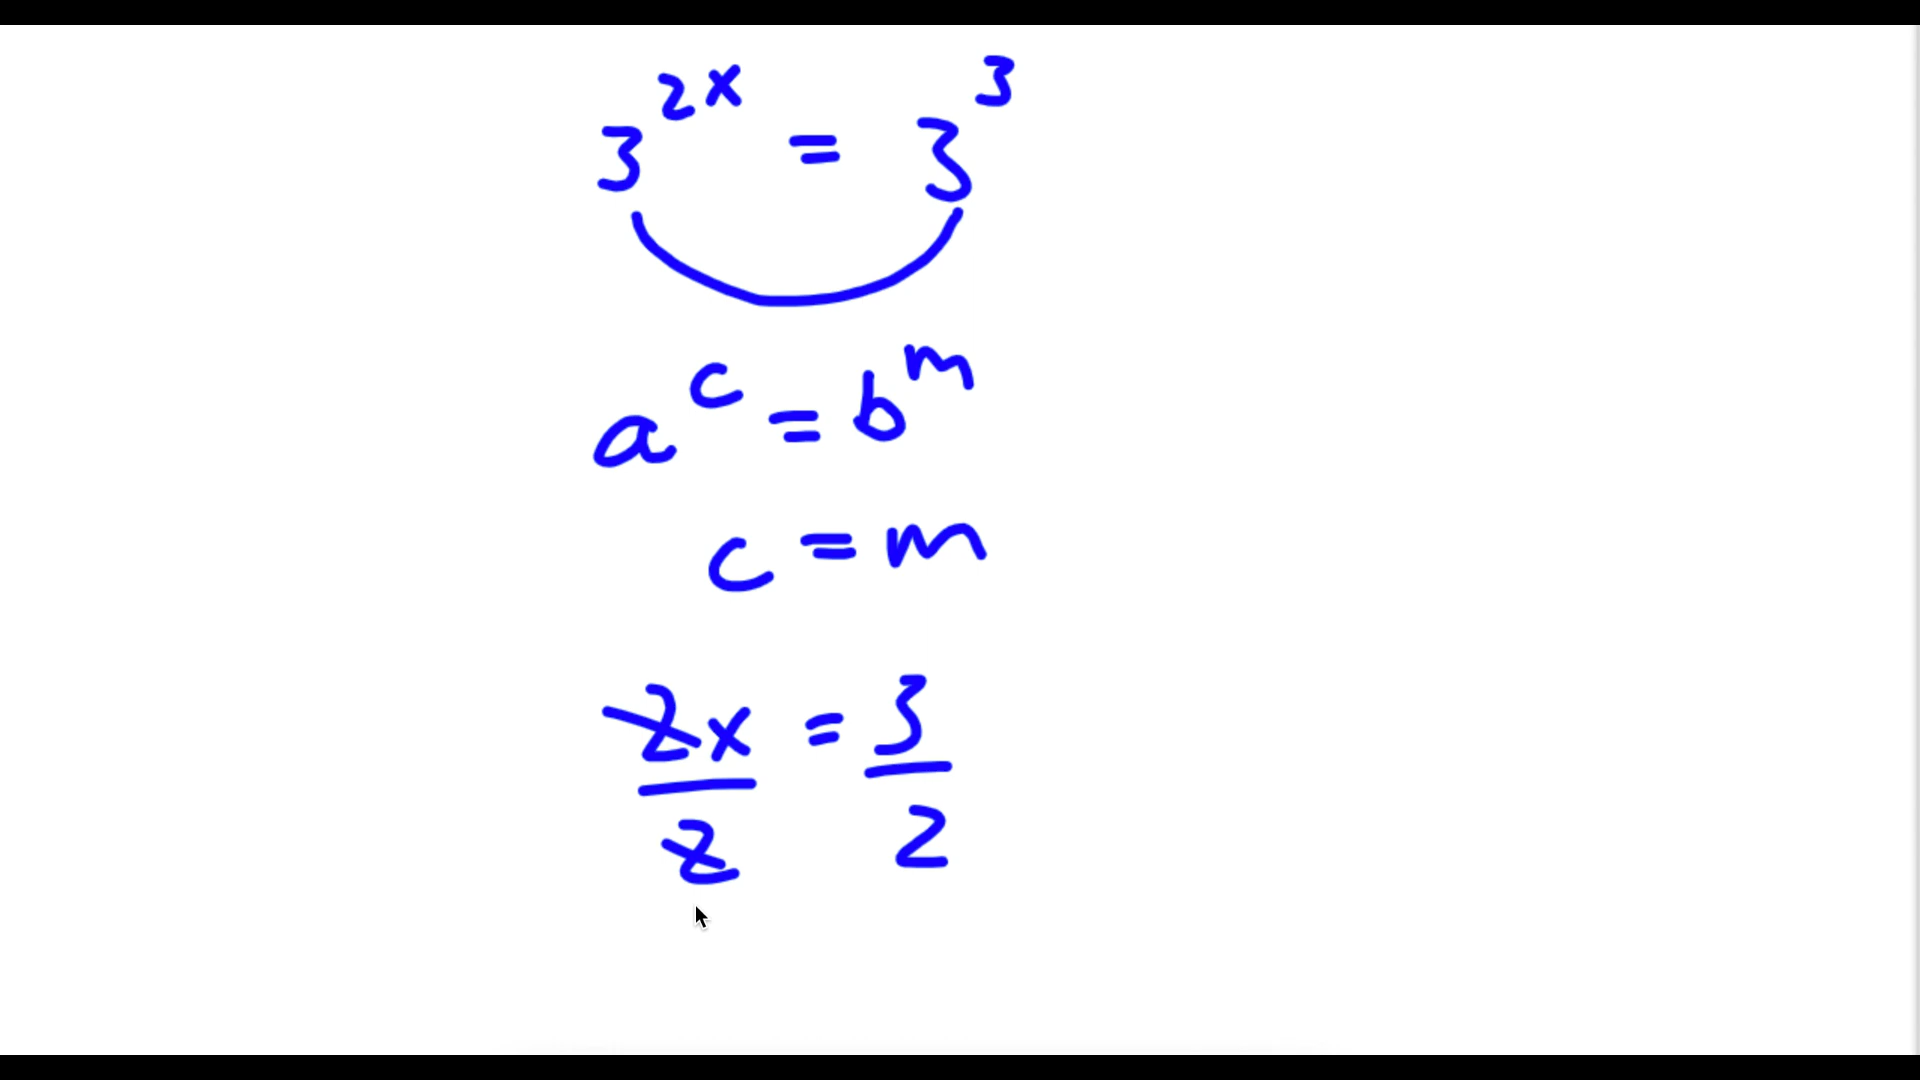 3^2x = 3^3
a^c = b^m
c = m
2x/2 = 3/2